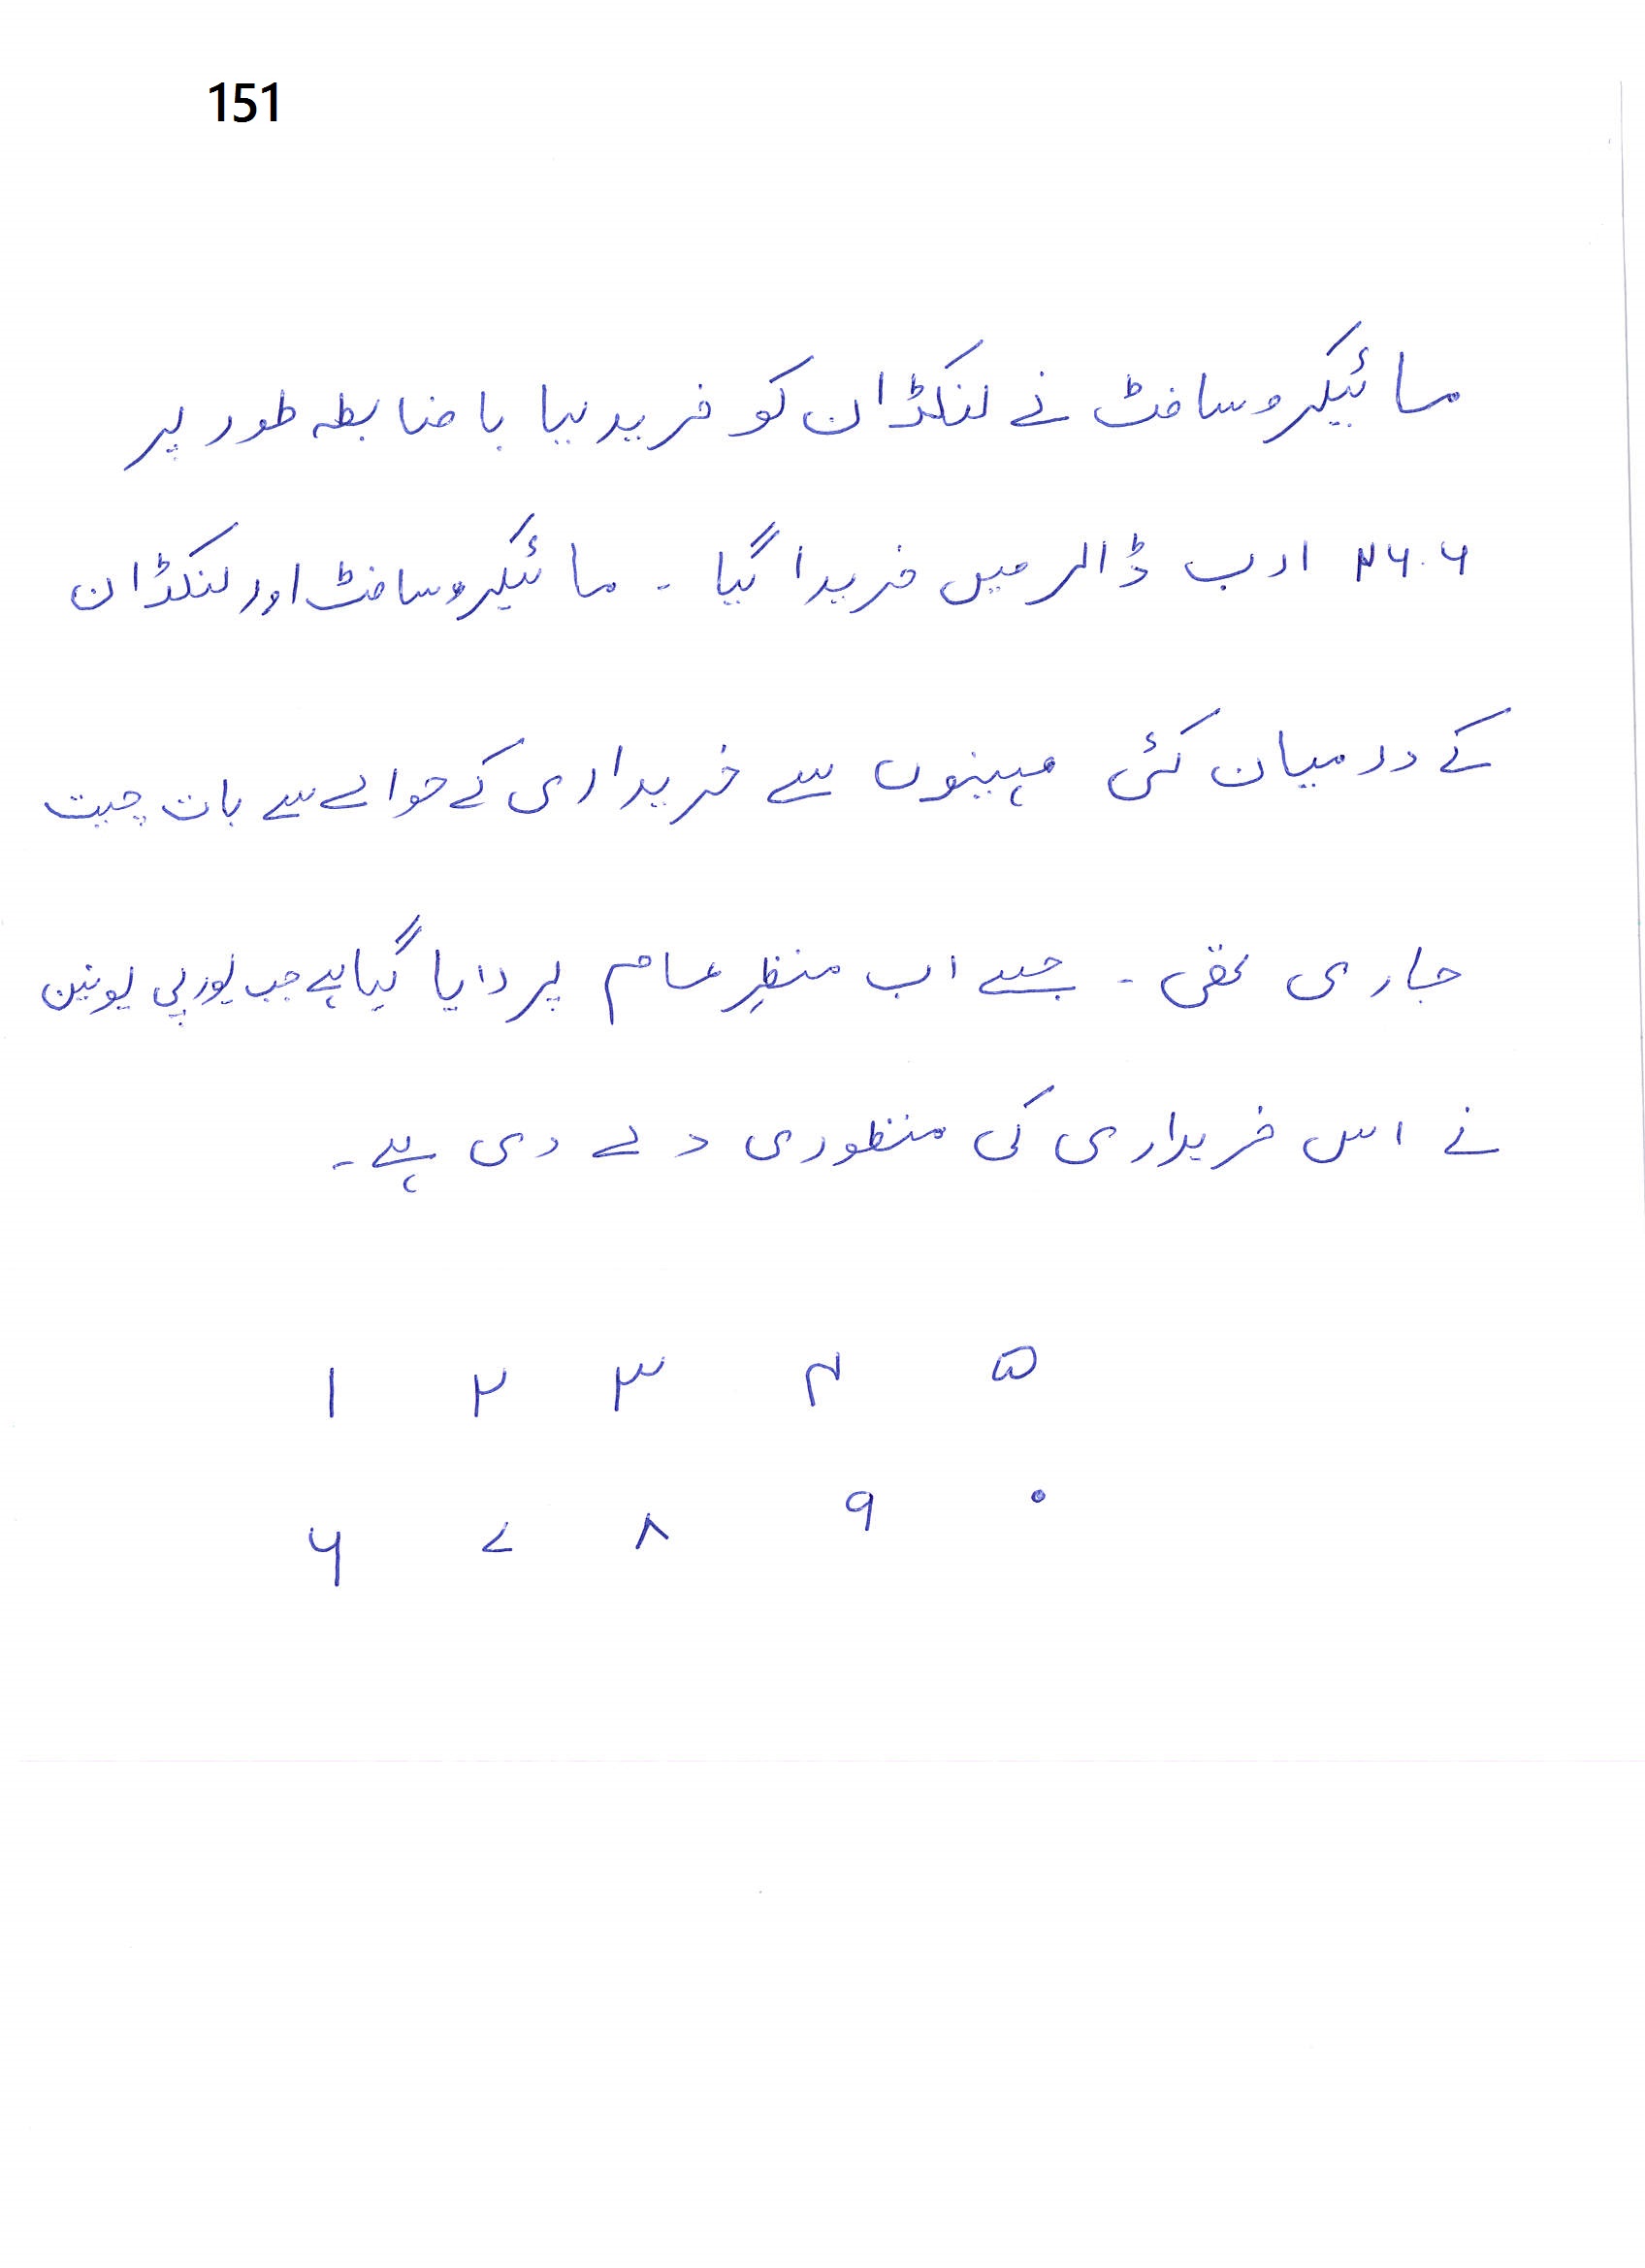 151
مائیکروسافٹ نے لنکڈان کو خرید لیا باضابطہ طور پر
۲۶.۶ ارب ڈالر میں خریدا گیا ۔ مائیکروسافٹ اور لنکڈان
کے درمیان کئی مہینوں سے خریداری کے حوالے سے بات چیت
جاری تھی ۔ جسے اب منظرِ عام پر لایا گیا ہے جب یورپی یونین
نے اس خریداری کی منظوری دے دی ہے ۔
۱ ۲ ۳ ۴ ۵
۶ ۷ ۸ ۹ ۰